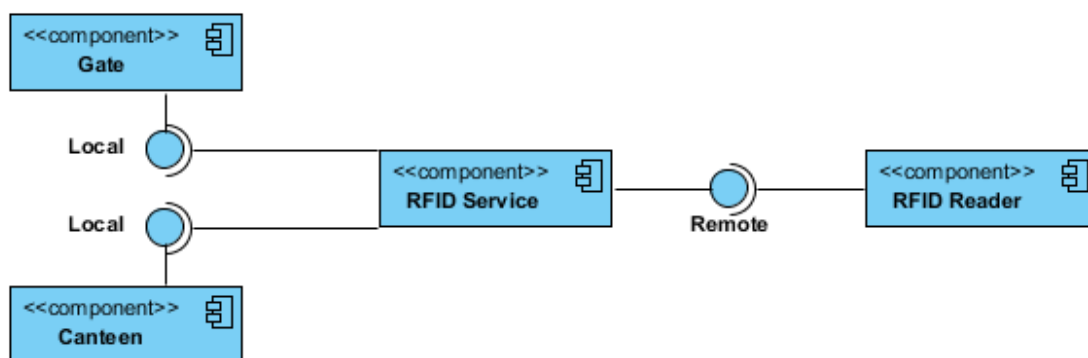 <<component>>
Gate
Local
Local
<<component>>
RFID Service
<<component>>
RFID Reader
Remote
<<component>>
Canteen